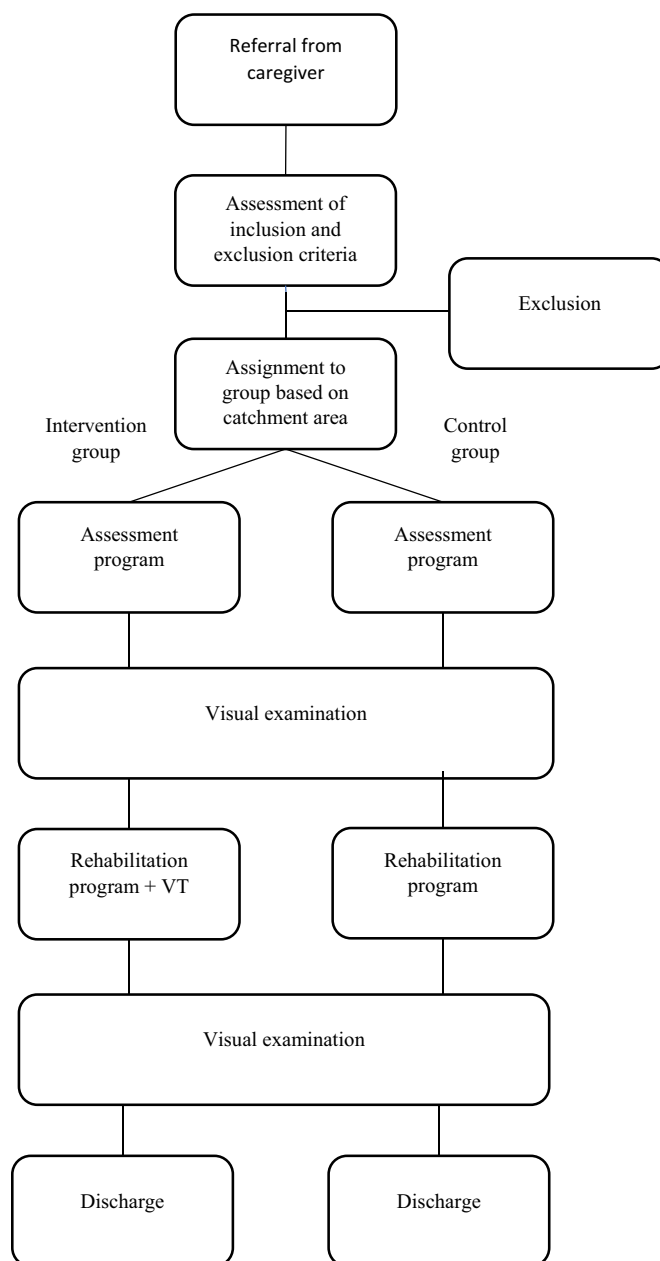 Referral from
caregiver
Assessment of
inclusion and
exclusion criteria
Exclusion
Assignment to
group based on
catchment area
Intervention
group
Control
group
Assessment
program
Assessment
program
Visual examination
Rehabilitation
program + VT
Rehabilitation
program
Visual examination
Discharge
Discharge